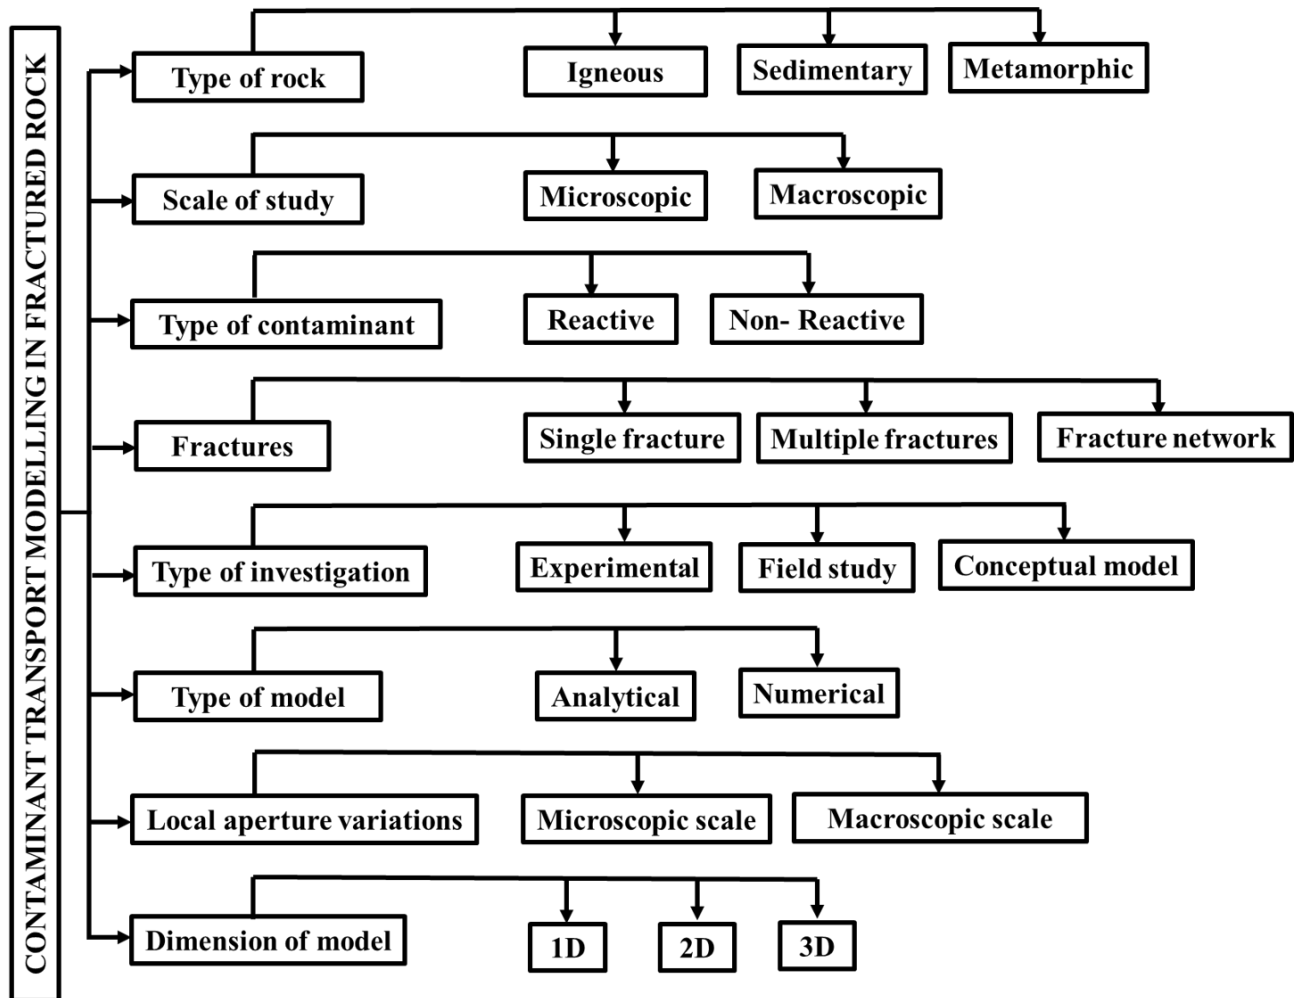 CONTAMINANT TRANSPORT MODELLING IN FRACTURED ROCK
Type of rock
Igneous
Sedimentary
Metamorphic
Scale of study
Microscopic
Macroscopic
Type of contaminant
Reactive
Non- Reactive
Fractures
Single fracture
Multiple fractures
Fracture network
Type of investigation
Experimental
Field study
Conceptual model
Type of model
Analytical
Numerical
Local aperture variations
Microscopic scale
Macroscopic scale
Dimension of model
1D
2D
3D